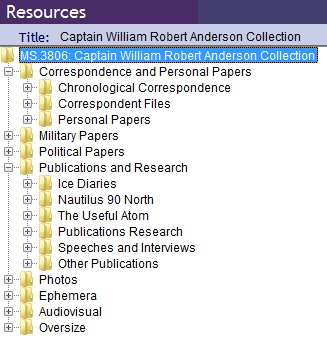 Resources
Title: Captain William Robert Anderson Collection
MS.3806: Captain William Robert Anderson Collection
Correspondence and Personal Papers
Chronological Correspondence
Correspondent Files
Personal Papers
Military Papers
Political Papers
Publications and Research
Ice Diaries
Nautilus 90 North
The Useful Atom
Publications Research
Speeches and Interviews
Other Publications
Photos
Ephemera
Audiovisual
Oversize